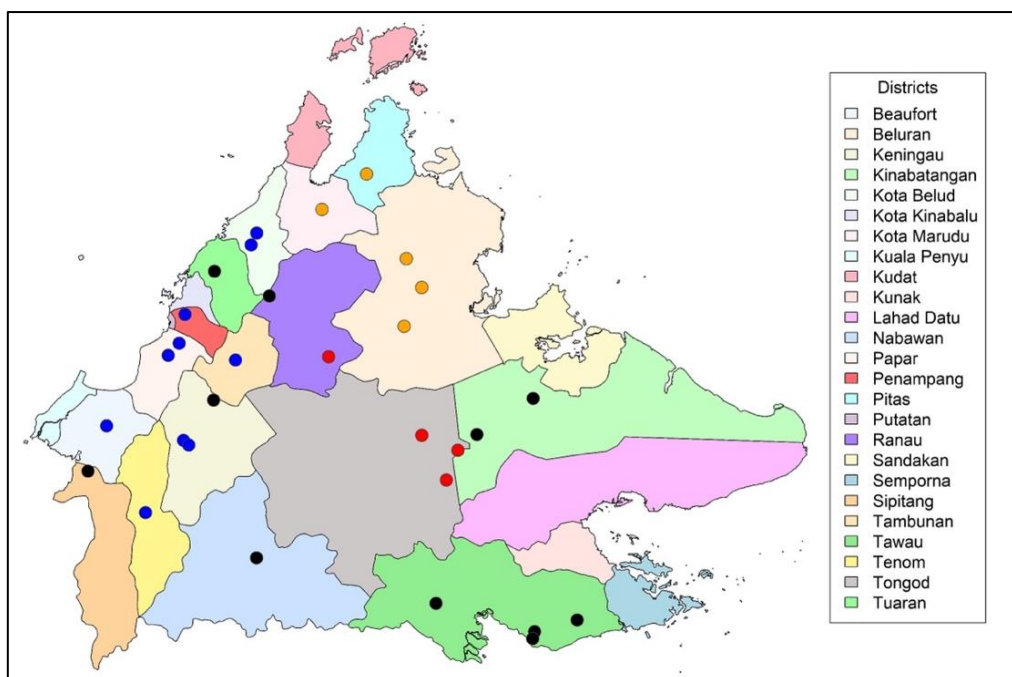 Districts
Beaufort
Beluran
Keningau
Kinabatangan
Kota Belud
Kota Kinabalu
Kota Marudu
Kuala Penyu
Kudat
Kunak
Lahad Datu
Nabawan
Papar
Penampang
Pitas
Putatan
Ranau
Sandakan
Semporna
Sipitang
Tambunan
Tawau
Tenom
Tongod
Tuaran